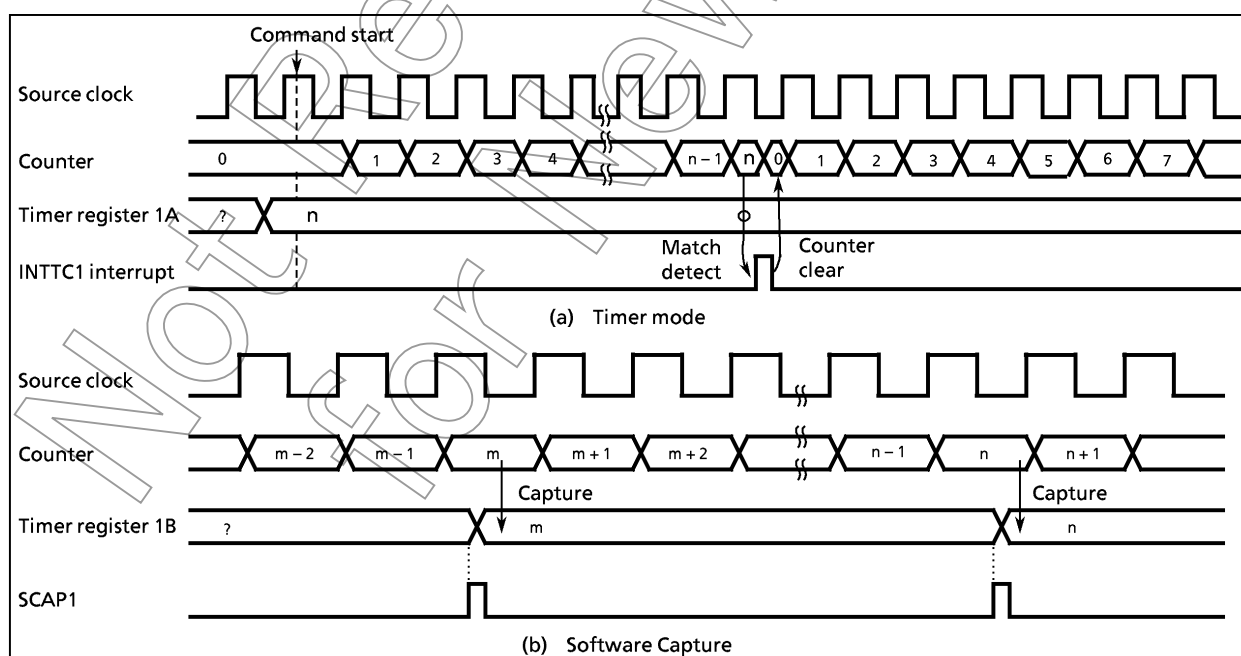 Command start
Source clock
Counter 0 1 2 3 4 n – 1 n 0 1 2 3 4 5 6 7
Timer register 1A ? n
Match detect
Counter clear
INTTC1 interrupt
(a) Timer mode
Source clock
Counter m – 2 m – 1 m m + 1 m + 2 n – 1 n n + 1
Capture Capture
Timer register 1B ? m n
SCAP1
(b) Software Capture